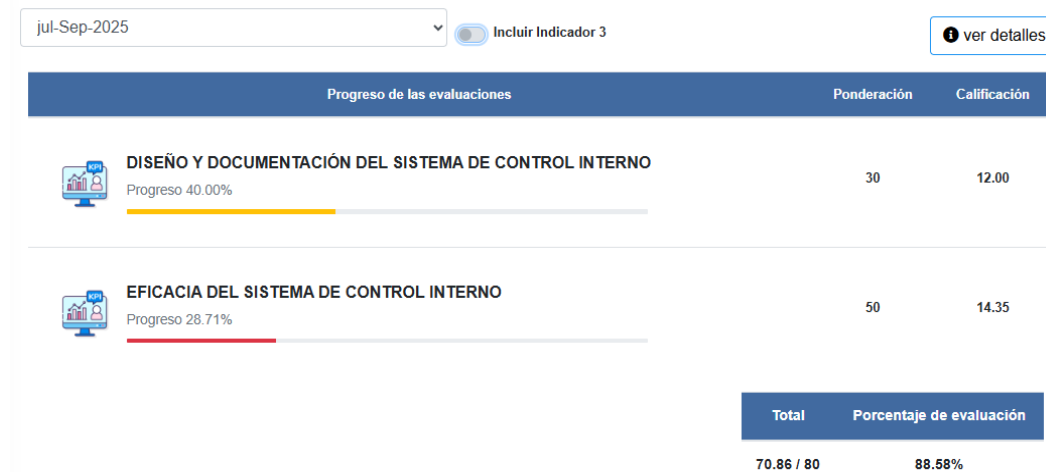 jul-Sep-2025
Incluir Indicador 3
ver detalles
Progreso de las evaluaciones Ponderación Calificación
KPI
DISEÑO Y DOCUMENTACIÓN DEL SISTEMA DE CONTROL INTERNO
Progreso 40.00%
30 12.00
KPI
EFICACIA DEL SISTEMA DE CONTROL INTERNO
Progreso 28.71%
50 14.35
Total Porcentaje de evaluación
70.86 / 80 88.58%